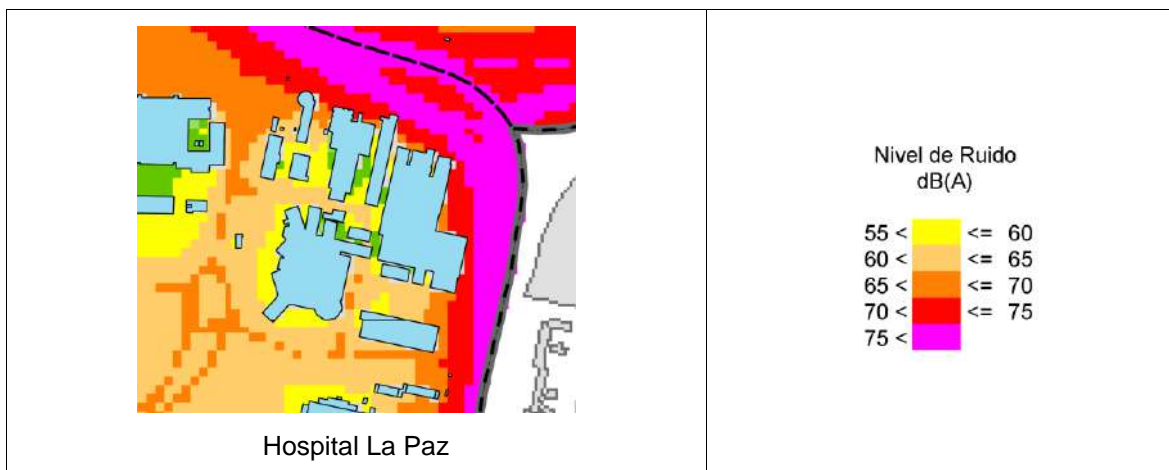 Hospital La Paz
Nivel de Ruido
dB(A)
55 < <= 60
60 < <= 65
65 < <= 70
70 < <= 75
75 <